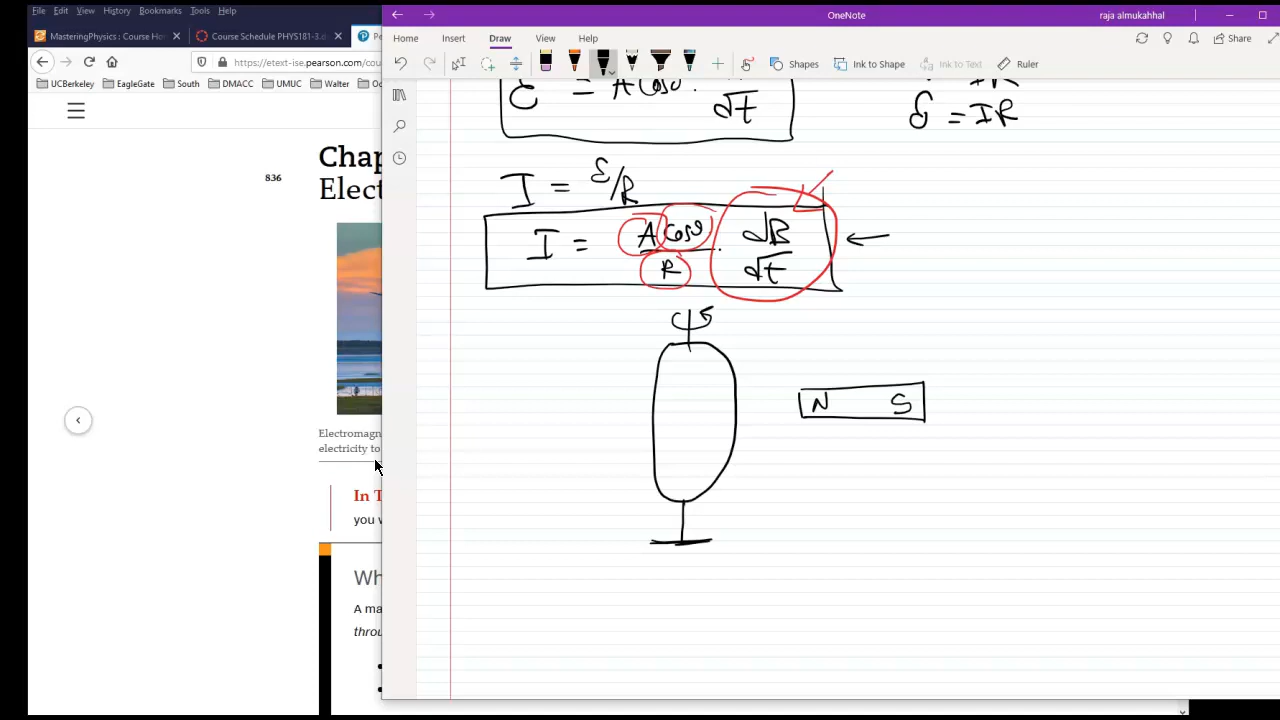 File Edit View History Bookmarks Tools Help
MasteringPhysics : Course Ho
Course Schedule PHYS181-3.d
Pe
https://etext-ise.pearson.com/cou
UCBerkeley EagleGate South DMACC UMUC Walter Oc
836
Chap
Elect
Electromagn
electricity to
In T
you w
Wh
A ma
throu
OneNote
raja almukhahal
Home Insert Draw View Help
Shapes Ink to Shape Ink to Text Ruler Share
ℰ = A Cosθ · dt
ℰ = IR
I = ℰ/R
I = A Cosθ / R · dB / dt
N S